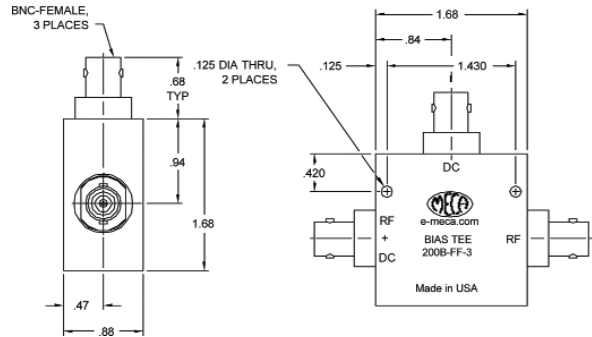 BNC-FEMALE,
3 PLACES
.68
TYP
.94
1.68
.47
.88
1.68
.84
.125
1.430
.125 DIA THRU,
2 PLACES
.420
DC
MECA
e-meca.com
RF
+
DC
BIAS TEE
200B-FF-3
RF
Made in USA